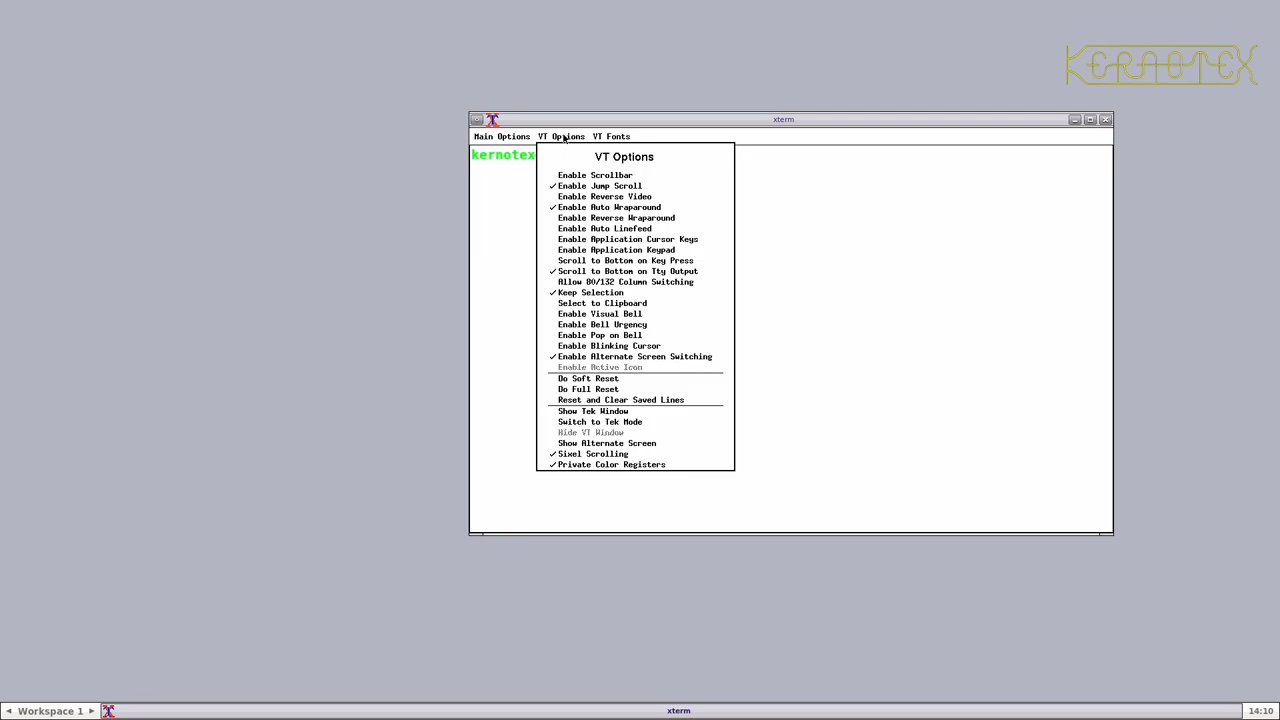 KERNOTEX
xterm
Main Options VT Options VT Fonts
kernotex
VT Options
Enable Scrollbar
✓ Enable Jump Scroll
Enable Reverse Video
✓ Enable Auto Wraparound
Enable Reverse Wraparound
Enable Auto Linefeed
Enable Application Cursor Keys
Enable Application Keypad
Scroll to Bottom on Key Press
✓ Scroll to Bottom on Tty Output
Allow 80/132 Column Switching
✓ Keep Selection
Select to Clipboard
Enable Visual Bell
Enable Bell Urgency
Enable Pop on Bell
Enable Blinking Cursor
✓ Enable Alternate Screen Switching
Enable Active Icon
Do Soft Reset
Do Full Reset
Reset and Clear Saved Lines
Show Tek Window
Switch to Tek Mode
Hide VT Window
Show Alternate Screen
✓ Sixel Scrolling
✓ Private Color Registers
Workspace 1 xterm 14:10